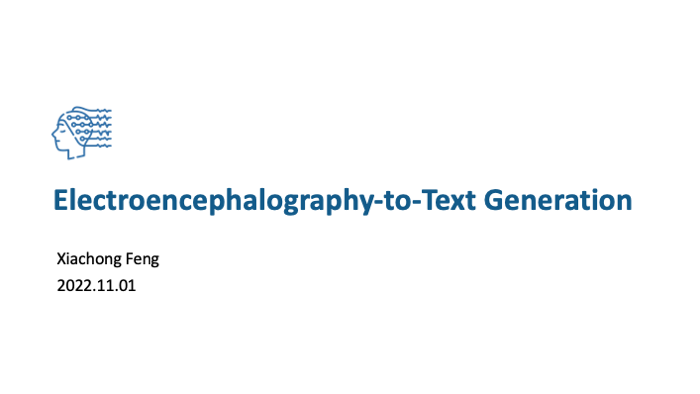 Electroencephalography-to-Text Generation
Xiachong Feng
2022.11.01